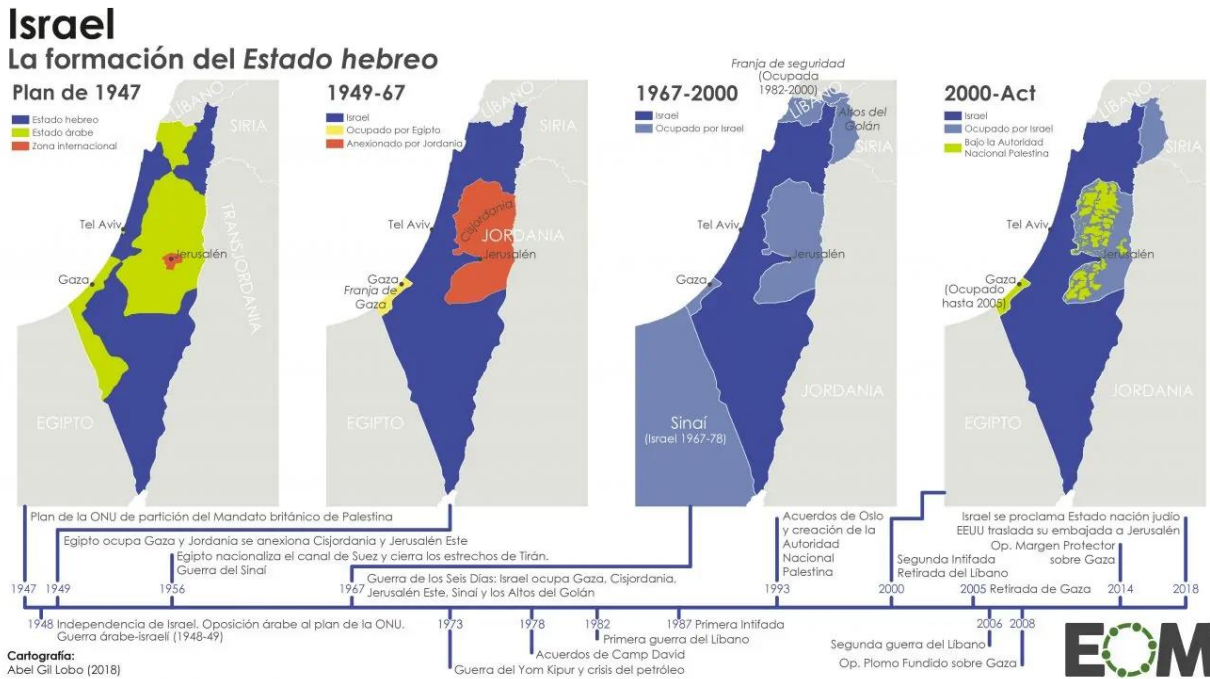 Israel
La formación del Estado hebreo
Plan de 1947
Estado hebreo
Estado árabe
Zona internacional
LÍBANO
SIRIA
Tel Aviv
TRANSJORDANIA
Jerusalén
Gaza
EGIPTO
1949-67
Israel
Ocupado por Egipto
Anexionado por Jordania
LÍBANO
SIRIA
Tel Aviv
Cisjordania
JORDANIA
Jerusalén
Gaza
Franja de
Gaza
EGIPTO
1967-2000
Israel
Ocupado por Israel
Franja de seguridad
(Ocupada
1982-2000)
LÍBANO
Altos del
Golán
SIRIA
Tel Aviv
Jerusalén
Gaza
JORDANIA
Sinaí
(Israel 1967-78)
2000-Act
Israel
Ocupado por Israel
Bajo la Autoridad
Nacional Palestina
LÍBANO
SIRIA
Tel Aviv
Jerusalén
Gaza
(Ocupado
hasta 2005)
JORDANIA
EGIPTO
Plan de la ONU de partición del Mandato británico de Palestina
Egipto ocupa Gaza y Jordania se anexiona Cisjordania y Jerusalén Este
Egipto nacionaliza el canal de Suez y cierra los estrechos de Tirán.
Guerra del Sinaí
Guerra de los Seis Días: Israel ocupa Gaza, Cisjordania,
Jerusalén Este, Sinaí y los Altos del Golán
Acuerdos de Oslo
y creación de la
Autoridad
Nacional
Palestina
Segunda Intifada
Retirada del Líbano
Retirada de Gaza
Israel se proclama Estado nación judío
EEUU traslada su embajada a Jerusalén
Op. Margen Protector
sobre Gaza
1947 1949 1956 1967 1993 2000 2005 2014 2018
1948 Independencia de Israel. Oposición árabe al plan de la ONU.
Guerra árabe-israelí (1948-49)
1973 1978 1982 1987 Primera Intifada
2006 2008
Primera guerra del Líbano
Acuerdos de Camp David
Guerra del Yom Kipur y crisis del petróleo
Segunda guerra del Líbano
Op. Plomo Fundido sobre Gaza
Cartografía:
Abel Gil Lobo (2018)
EOM